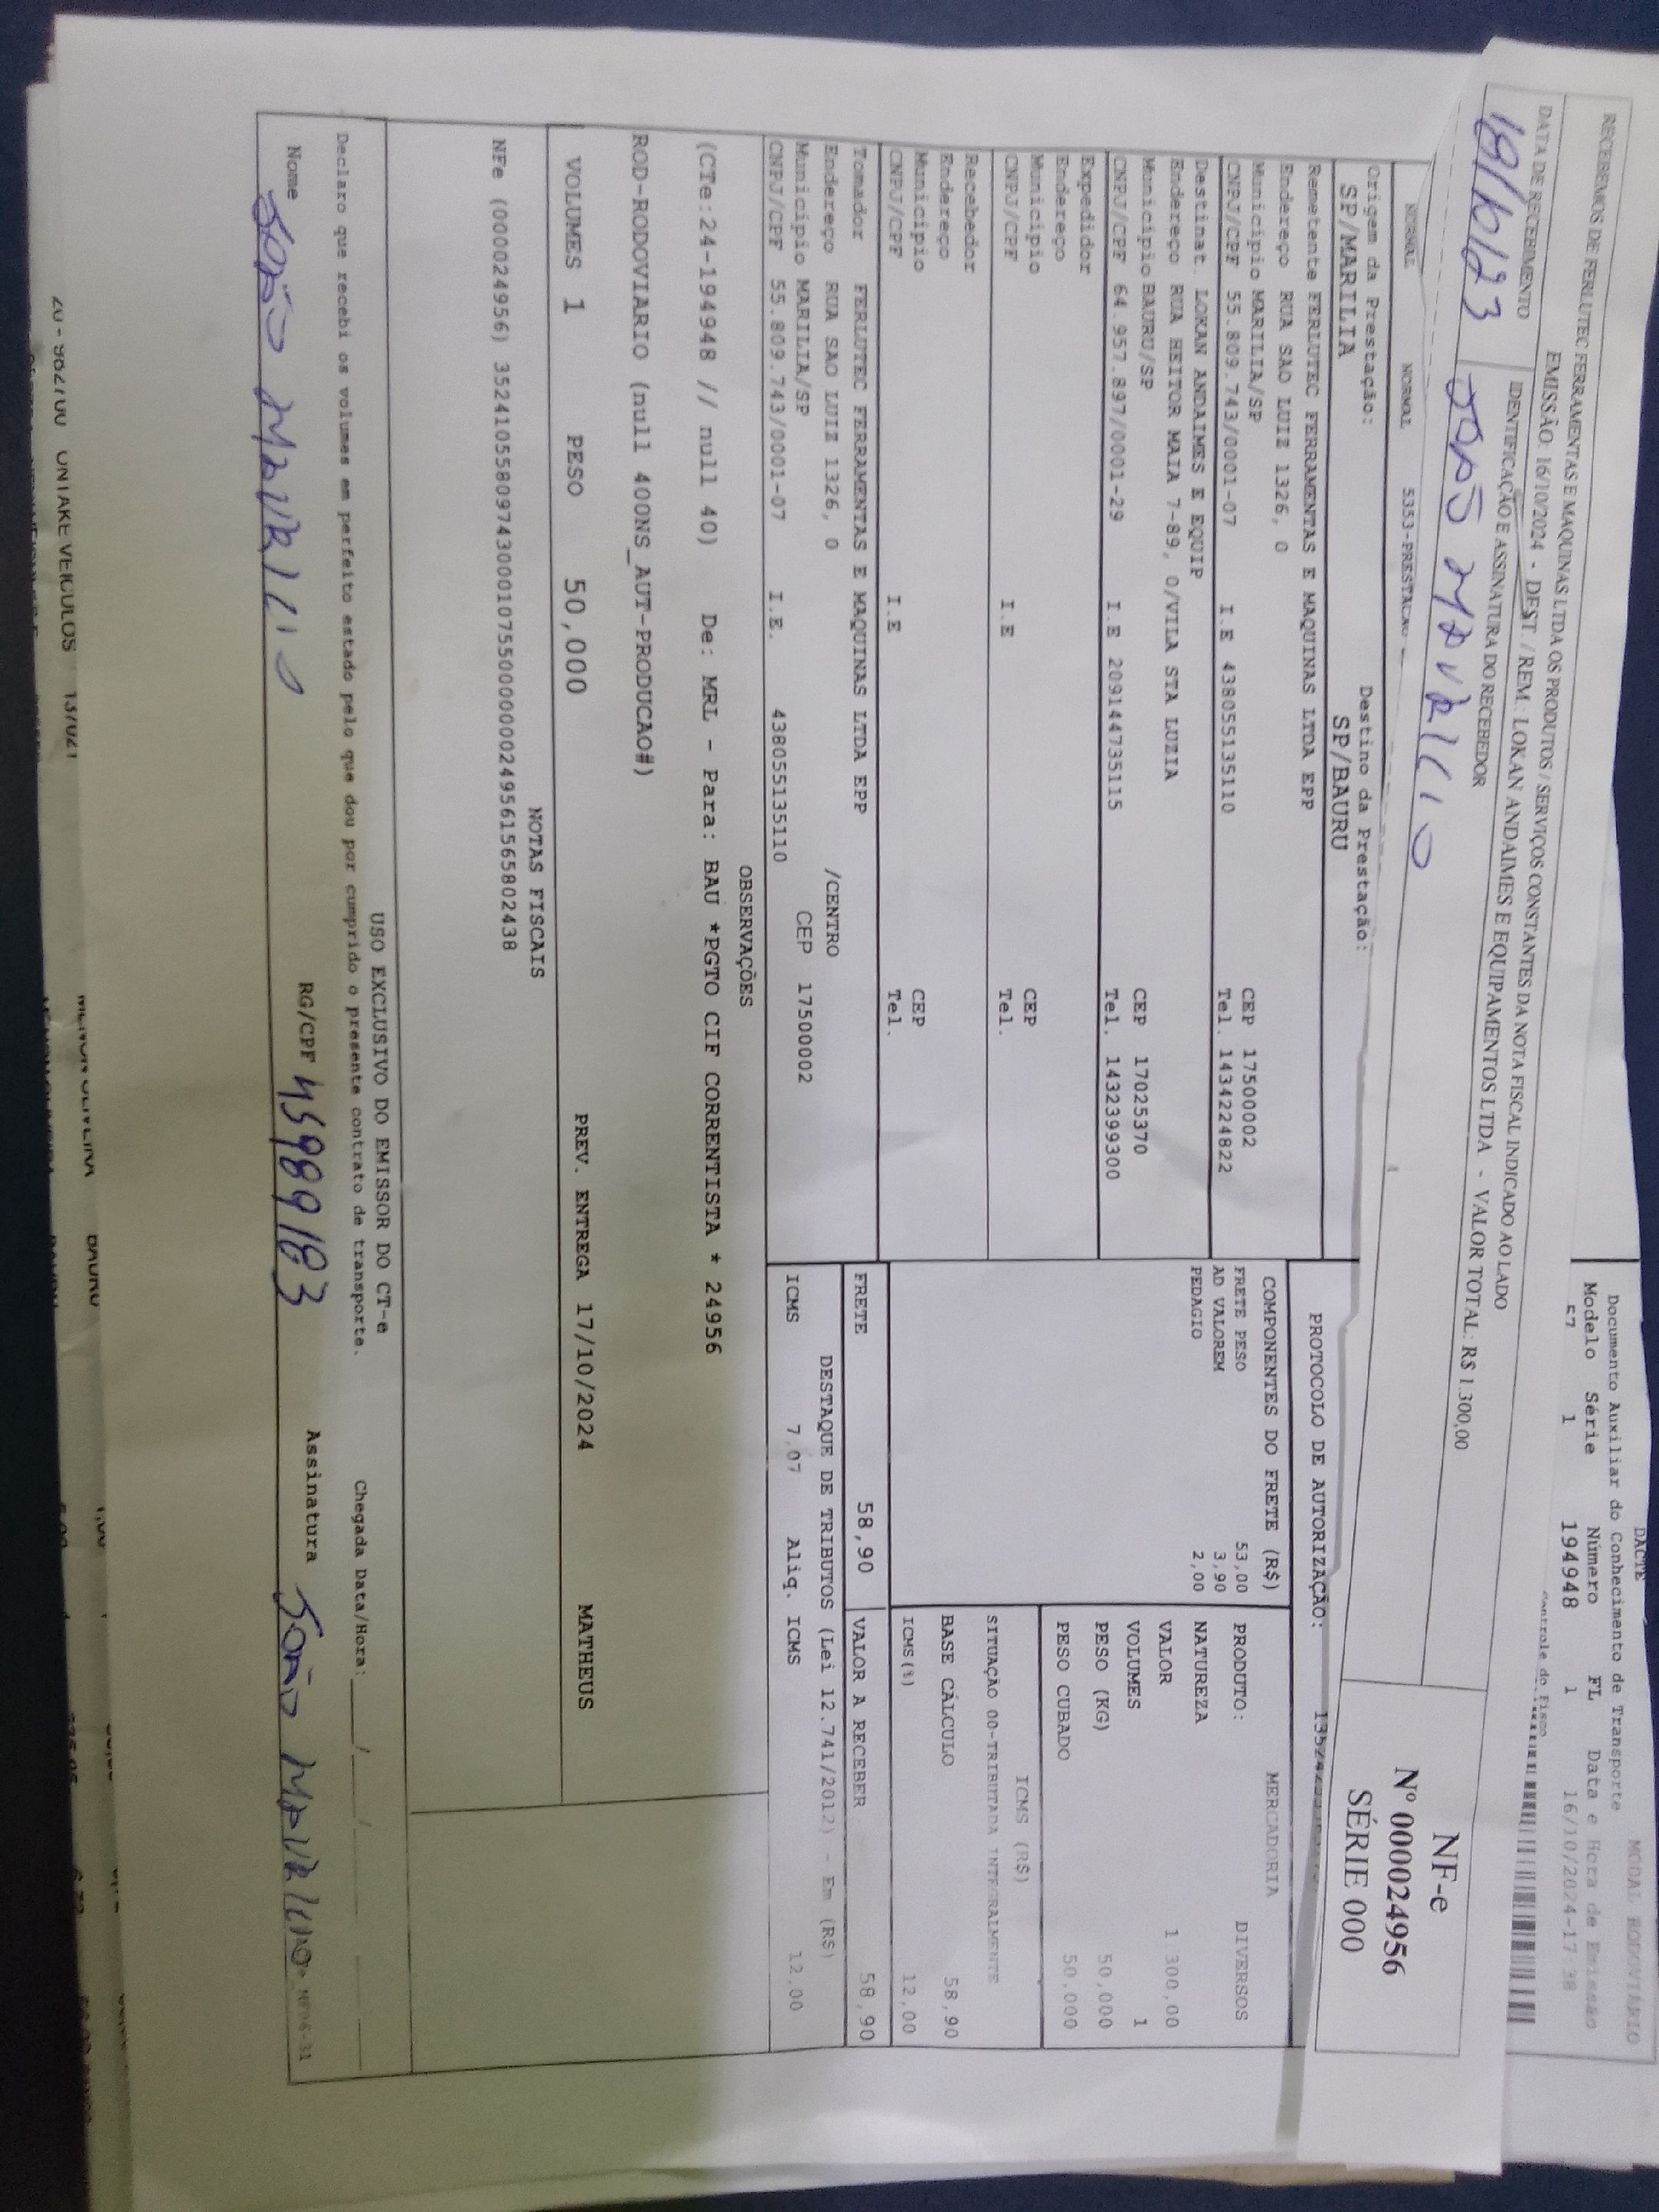 DACTE
MODAL RODOVIÁRIO
Documento Auxiliar do Conhecimento de Transporte
Modelo Série Número FL Data e Hora de Emissão
57 1 194948 1 16/10/2024-17:38
Controle do Fisco
RECEBEMOS DE FERLUTEC FERRAMENTAS E MAQUINAS LTDA OS PRODUTOS / SERVIÇOS CONSTANTES DA NOTA FISCAL INDICADO AO LADO
EMISSÃO: 16/10/2024 - DEST. / REM.: LOKAN ANDAIMES E EQUIPAMENTOS LTDA - VALOR TOTAL: R$ 1.300,00
DATA DE RECEBIMENTO
IDENTIFICAÇÃO E ASSINATURA DO RECEBEDOR
NF-e
Nº 000024956
SÉRIE 000
NORMAL NORMAL 5353-PRESTACAO
Origem da Prestação: Destino da Prestação:
SP/MARILIA SP/BAURU
PROTOCOLO DE AUTORIZAÇÃO:
Remetente FERLUTEC FERRAMENTAS E MAQUINAS LTDA EPP
Endereço RUA SAO LUIZ 1326, 0
Município MARILIA/SP CEP 17500002
CNPJ/CPF 55.809.743/0001-07 I.E 438055135110 Tel. 1434224822
Destinat. LOKAN ANDAIMES E EQUIP
Endereço RUA HEITOR MAIA 7-89, 0/VILA STA LUZIA
Município BAURU/SP CEP 17025370
CNPJ/CPF 64.957.897/0001-29 I.E 209144735115 Tel. 1432399300
Expedidor
Endereço
Município CEP
CNPJ/CPF I.E Tel.
Recebedor
Endereço
Município CEP
CNPJ/CPF I.E Tel.
COMPONENTES DO FRETE (R$)
FRETE PESO 53,00
AD VALOREM 3,90
PEDAGIO 2,00
MERCADORIA
PRODUTO: DIVERSOS
NATUREZA
VALOR 1 300,00
VOLUMES 1
PESO (KG) 50,000
PESO CUBADO 50,000
ICMS (R$)
SITUAÇÃO 00-TRIBUTADA INTEGRALMENTE
BASE CÁLCULO 58,90
ICMS(%) 12,00
Tomador FERLUTEC FERRAMENTAS E MAQUINAS LTDA EPP
Endereço RUA SAO LUIZ 1326, 0 /CENTRO
Município MARILIA/SP CEP 17500002
CNPJ/CPF 55.809.743/0001-07 I.E. 438055135110
FRETE 58,90 VALOR A RECEBER 58,90
DESTAQUE DE TRIBUTOS (Lei 12.741/2012) - Em (R$)
ICMS 7,07 Aliq. ICMS 12,00
OBSERVAÇÕES
(CTe:24-194948 // null 40) De: MRL - Para: BAU *PGTO CIF CORRENTISTA * 24956
ROD-RODOVIARIO (null 400NS_AUT-PRODUCAO#)
VOLUMES 1 PESO 50,000 PREV. ENTREGA 17/10/2024 MATHEUS
NOTAS FISCAIS
NFe (000024956) 35241055809743000107550000000249561565802438
USO EXCLUSIVO DO EMISSOR DO CT-e
Declaro que recebi os volumes em perfeito estado pelo que dou por cumprido o presente contrato de transporte. Chegada Data/Hora: / /
Nome João Maurilio RG/CPF 459899183 Assinatura João Maurilio
UNIAKE VEICULOS 137021